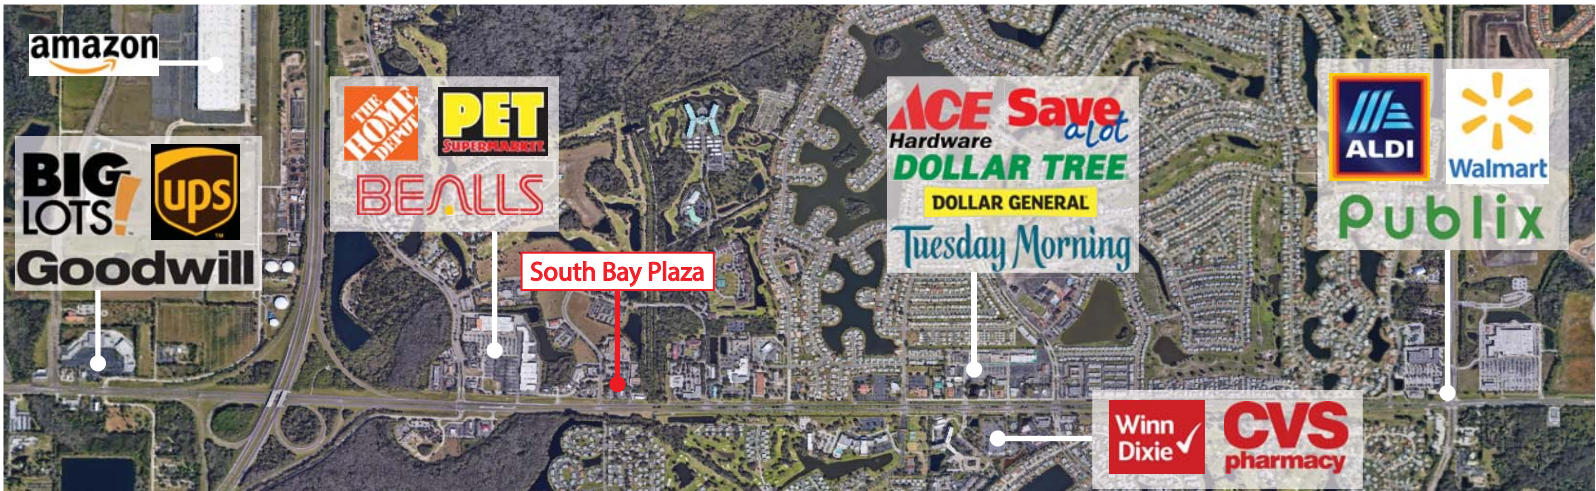 amazon
BIG
LOTS!
ups
TM
Goodwill
THE
HOME
DEPOT
PET
SUPERMARKET
BEALLS
South Bay Plaza
ACE
Hardware
Save
a lot
DOLLAR TREE
DOLLAR GENERAL
Tuesday Morning
ALDI
Walmart
Publix
Winn
Dixie
CVS
pharmacy